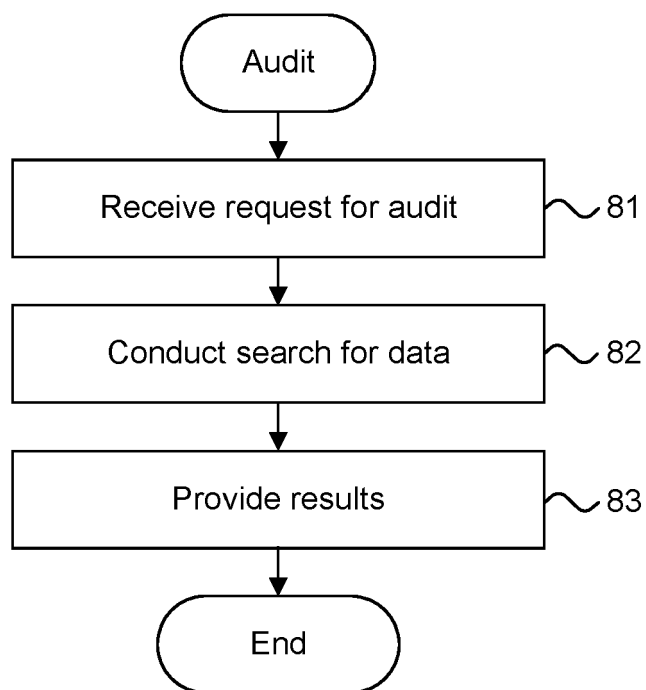 Audit
Receive request for audit
81
Conduct search for data
82
Provide results
83
End